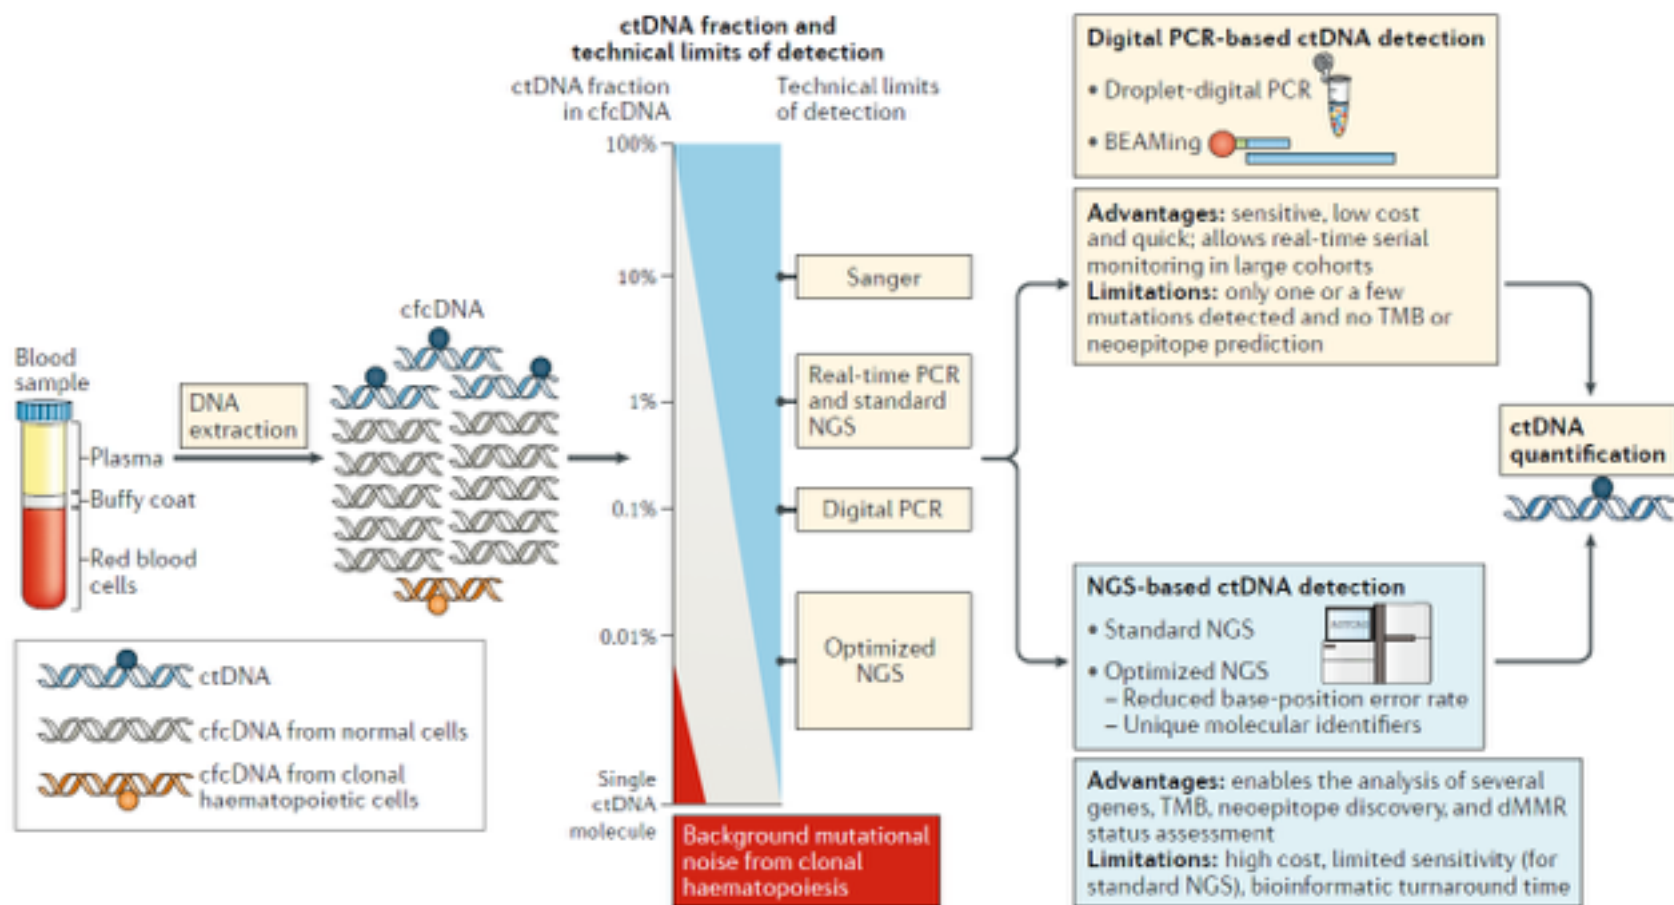 ctDNA fraction and
technical limits of detection
ctDNA fraction
in cfcDNA
Technical limits
of detection
100%
10%
1%
0.1%
0.01%
Single
ctDNA
molecule
Blood
sample
Plasma
Buffy coat
Red blood
cells
DNA
extraction
cfcDNA
ctDNA
cfcDNA from normal cells
cfcDNA from clonal
haematopoietic cells
Sanger
Real-time PCR
and standard
NGS
Digital PCR
Optimized
NGS
Background mutational
noise from clonal
haematopoiesis
Digital PCR-based ctDNA detection
• Droplet-digital PCR
• BEAMing
Advantages: sensitive, low cost
and quick; allows real-time serial
monitoring in large cohorts
Limitations: only one or a few
mutations detected and no TMB or
neoepitope prediction
NGS-based ctDNA detection
• Standard NGS
• Optimized NGS
– Reduced base-position error rate
– Unique molecular identifiers
Advantages: enables the analysis of several
genes, TMB, neoepitope discovery, and dMMR
status assessment
Limitations: high cost, limited sensitivity (for
standard NGS), bioinformatic turnaround time
ctDNA
quantification